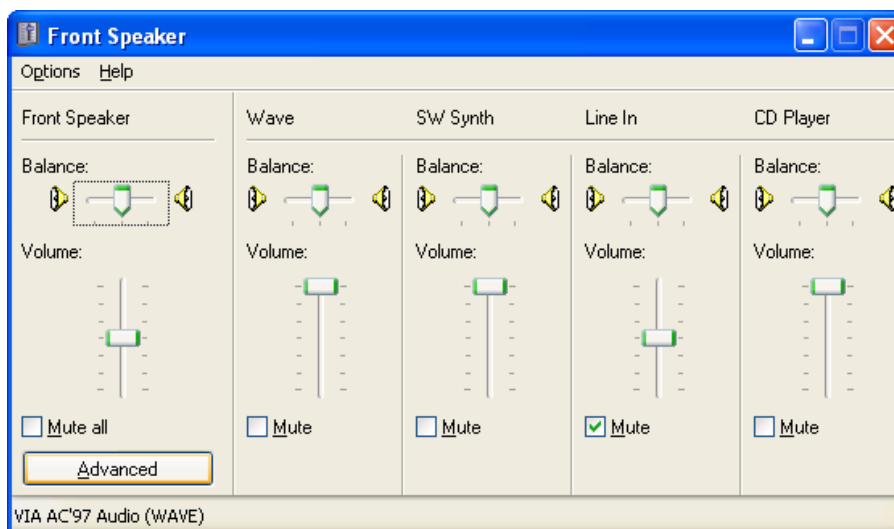 Front Speaker
Options Help
Front Speaker Wave SW Synth Line In CD Player
Balance: Balance: Balance: Balance: Balance:
Volume: Volume: Volume: Volume: Volume:
Mute all Mute Mute Mute Mute
Advanced
VIA AC'97 Audio (WAVE)